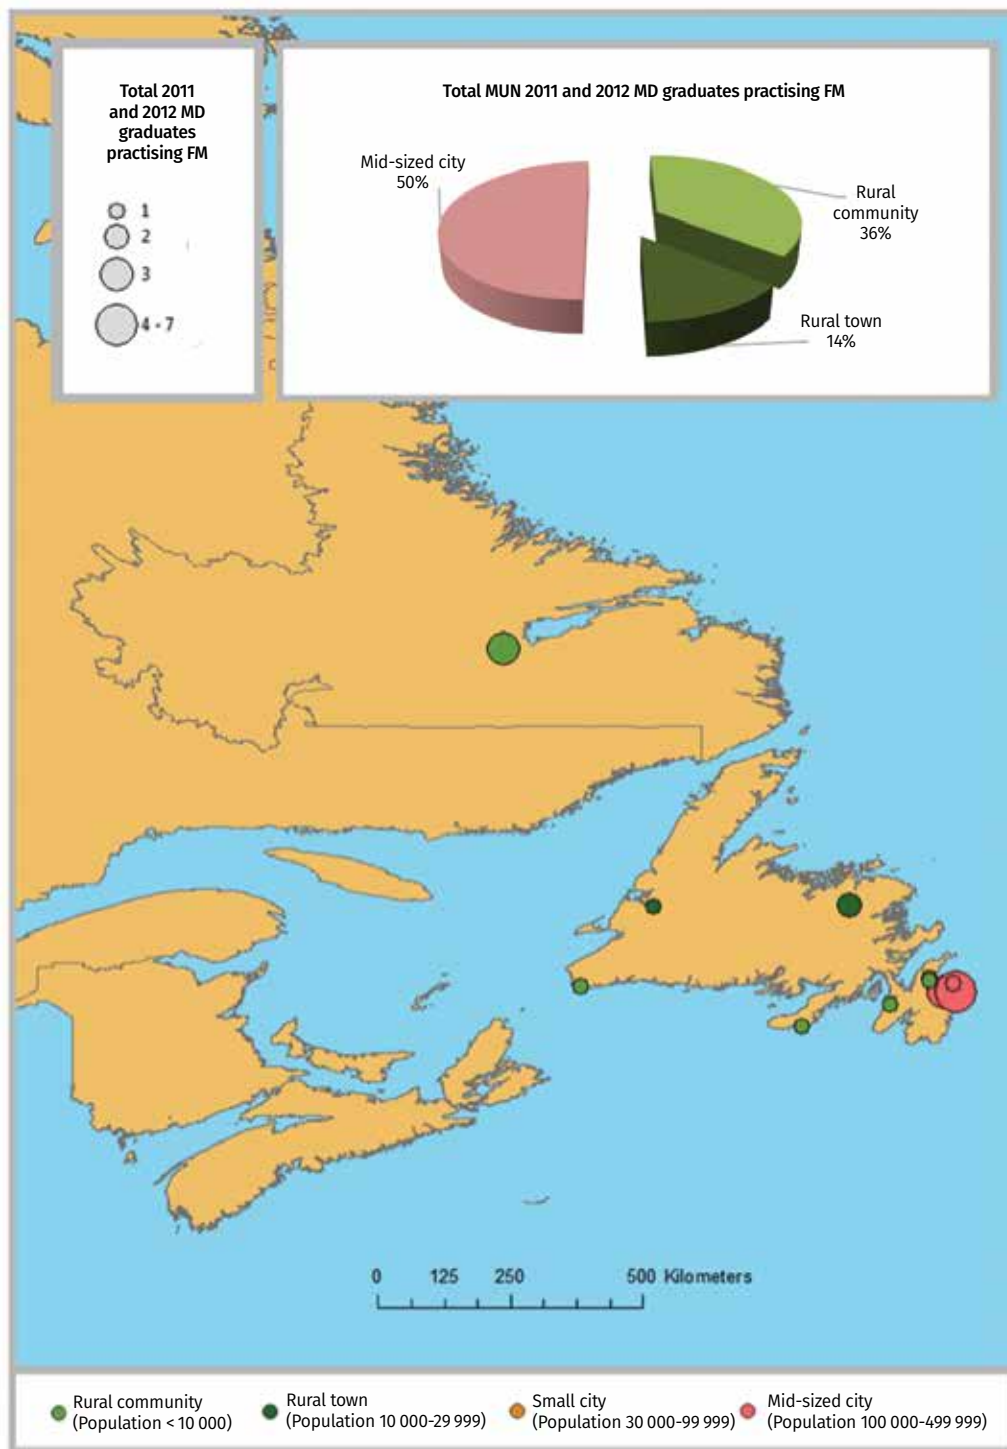 Total 2011
and 2012 MD
graduates
practising FM
1
2
3
4 - 7
Total MUN 2011 and 2012 MD graduates practising FM
Mid-sized city
50%
Rural
community
36%
Rural town
14%
0 125 250 500 Kilometers
Rural community
(Population < 10 000)
Rural town
(Population 10 000-29 999)
Small city
(Population 30 000-99 999)
Mid-sized city
(Population 100 000-499 999)